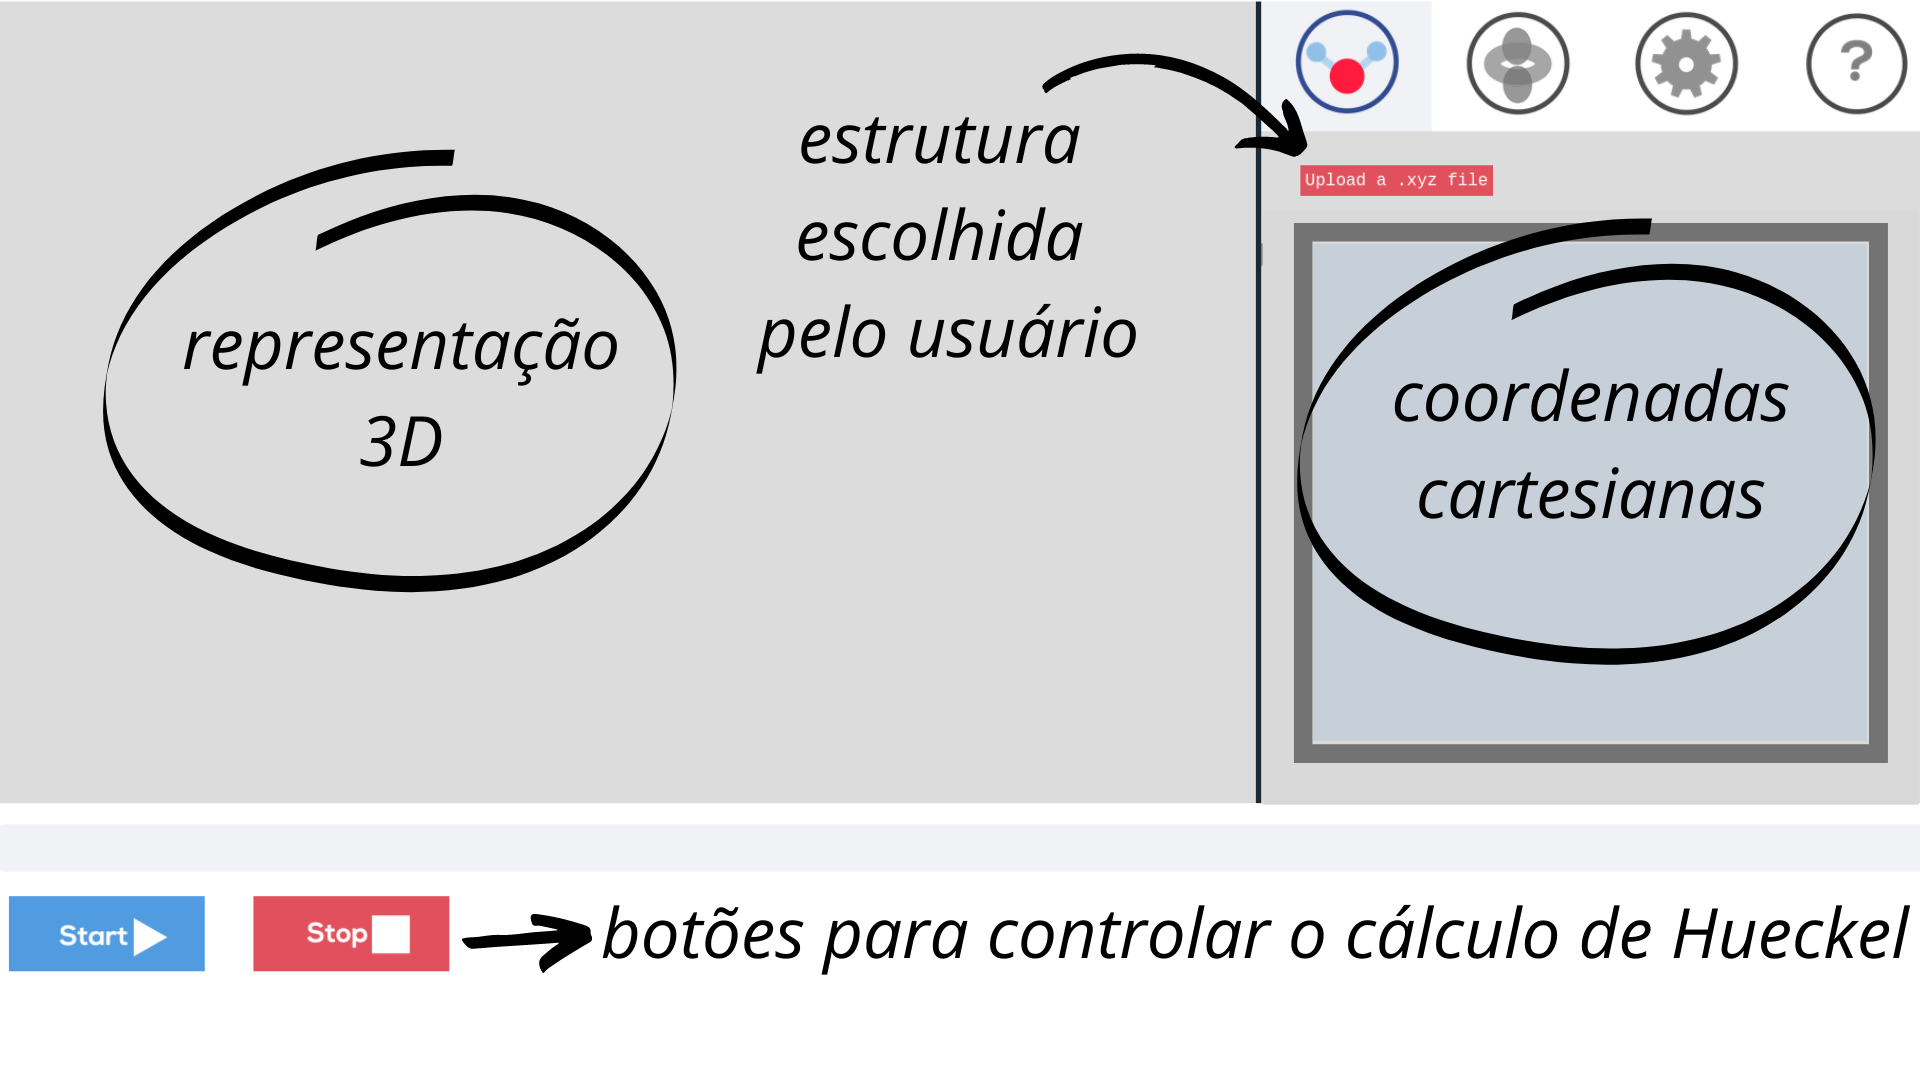 ?
estrutura
escolhida
pelo usuário
Upload a .xyz file
representação
3D
coordenadas
cartesianas
Start
Stop
botões para controlar o cálculo de Hueckel